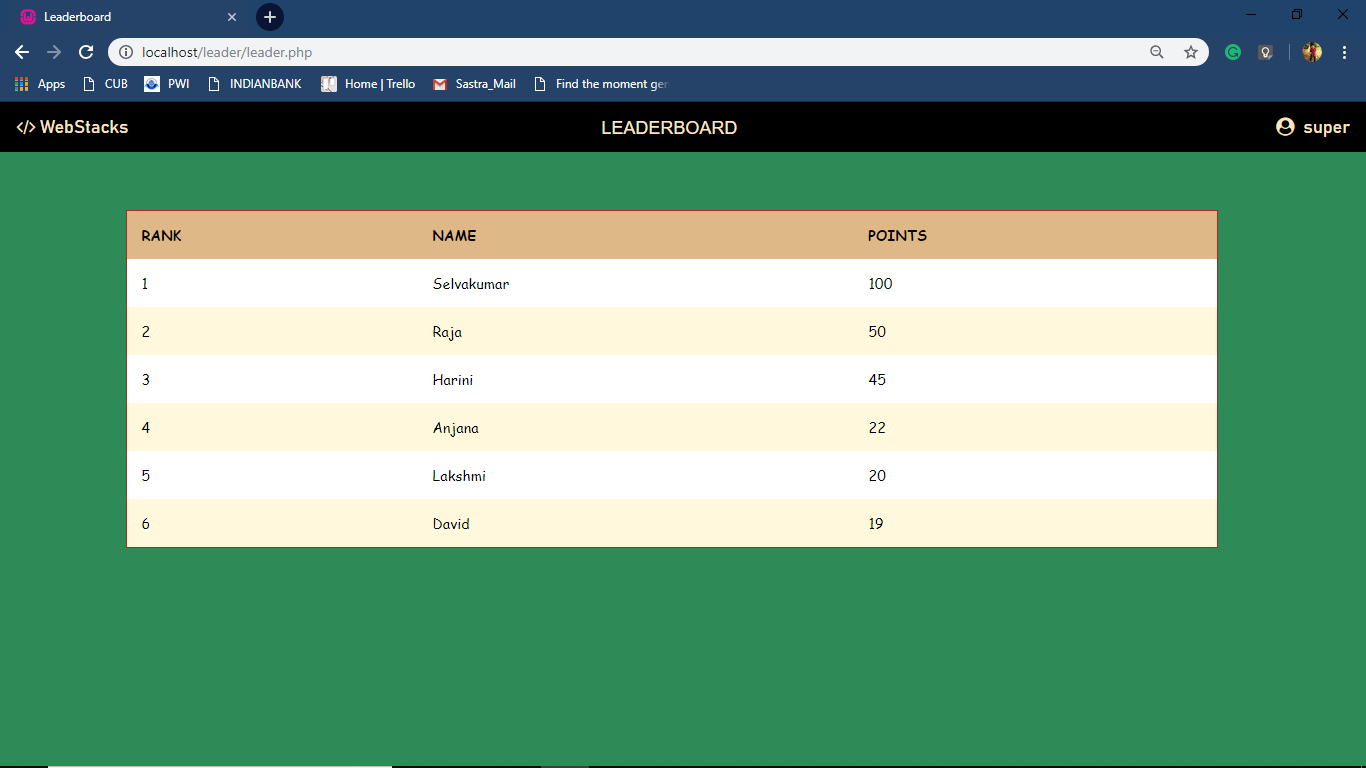 Leaderboard
localhost/leader/leader.php
Apps CUB PWI INDIANBANK Home | Trello Sastra_Mail Find the moment ger
</> WebStacks LEADERBOARD super
RANK NAME POINTS
1 Selvakumar 100
2 Raja 50
3 Harini 45
4 Anjana 22
5 Lakshmi 20
6 David 19